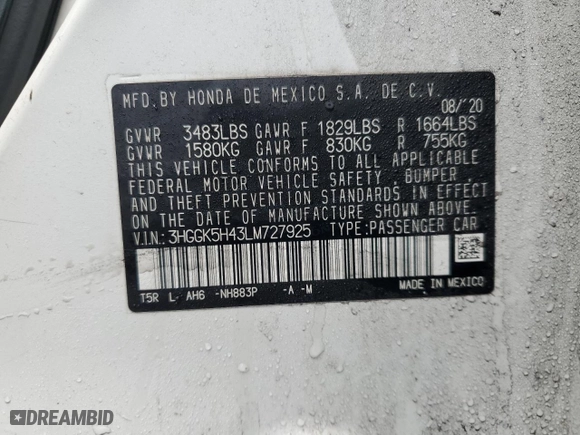 MFD.BY HONDA DE MEXICO S.A. DE C.V.
08/'20
GVWR 3483LBS GAWR F 1829LBS R 1664LBS
GVWR 1580KG GAWR F 830KG R 755KG
THIS VEHICLE CONFORMS TO ALL APPLICABLE
FEDERAL MOTOR VEHICLE SAFETY, BUMPER,
AND THEFT PREVENTION STANDARDS IN EFFECT
ON THE DATE OF MANUFACTURE SHOWN ABOVE.
V.I.N.: 3HGGK5H43LM727925 TYPE:PASSENGER CAR
T5R L AH6 -NH883P -A -M
MADE IN MEXICO
DREAMBID